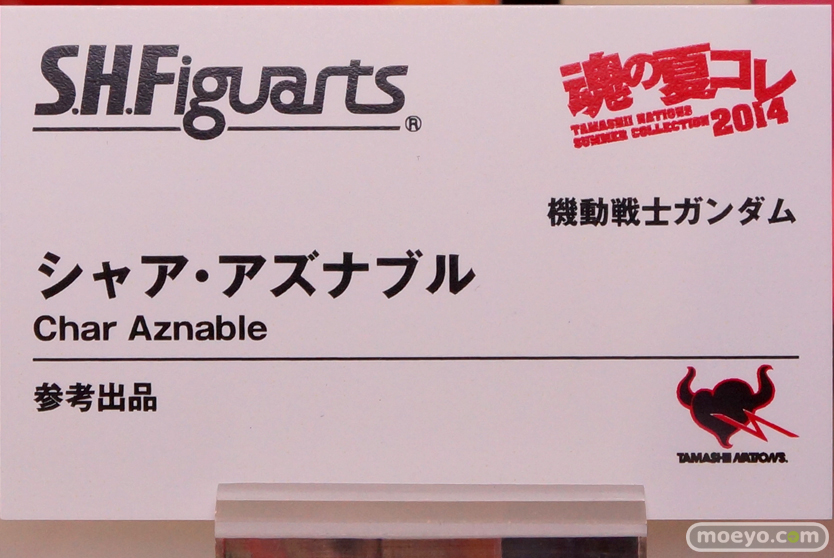 S.H.Figuarts®
魂の夏コレ
TAMASHII NATIONS
SUMMER COLLECTION 2014
機動戦士ガンダム
シャア・アズナブル
Char Aznable
参考出品
TAMASHII NATIONS.
moeyo.com